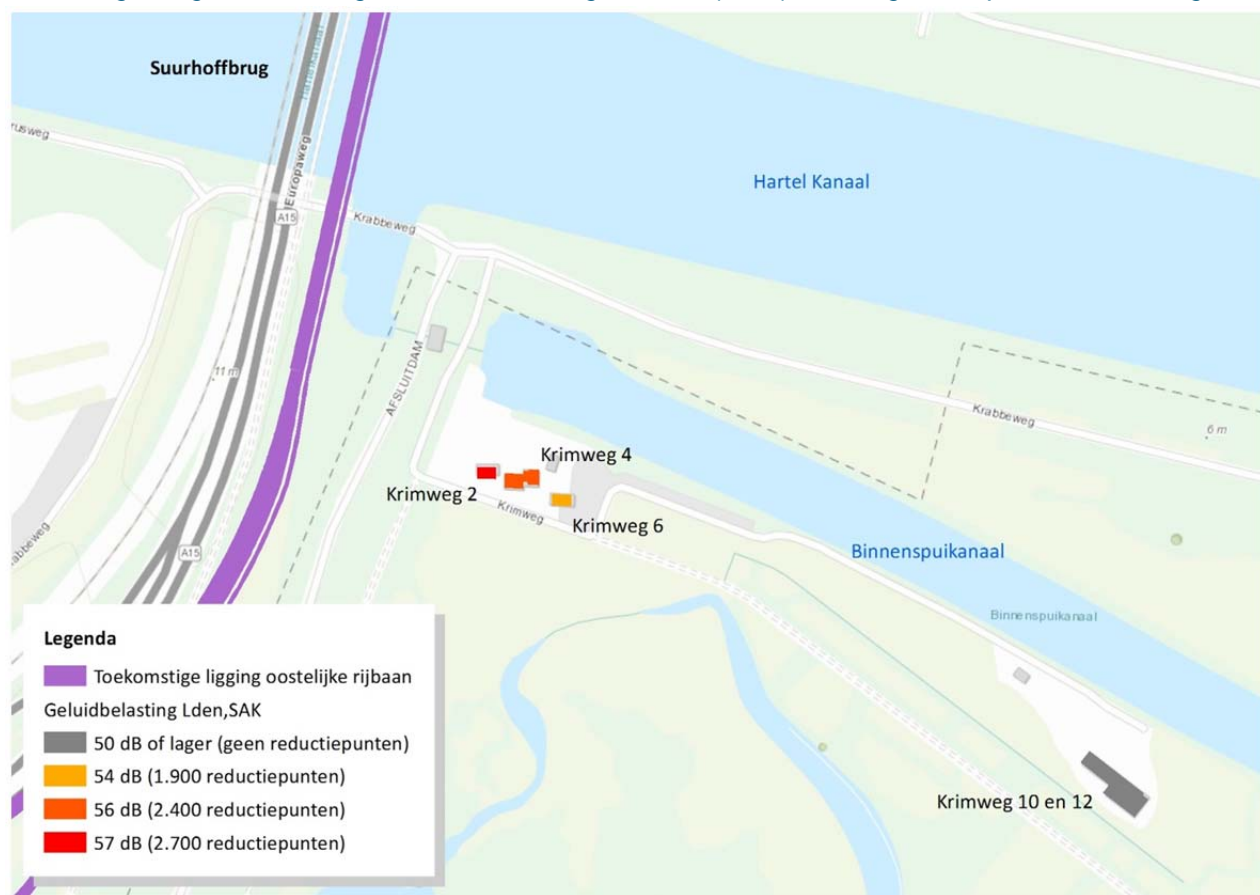 Suurhoffbrug
Hartelkanaal
Europaweg
A15
Krabbeweg
Hartel Kanaal
AFSLUITDAM
11 m
Krabbeweg
6 m
Krimweg 4
Krimweg 2
Krimweg
Krimweg 6
A15
Binnenspuikanaal
Binnenspuikanaal
Krimweg 10 en 12
Legenda
Toekomstige ligging oostelijke rijbaan
Geluidbelasting Lden,SAK
50 dB of lager (geen reductiepunten)
54 dB (1.900 reductiepunten)
56 dB (2.400 reductiepunten)
57 dB (2.700 reductiepunten)